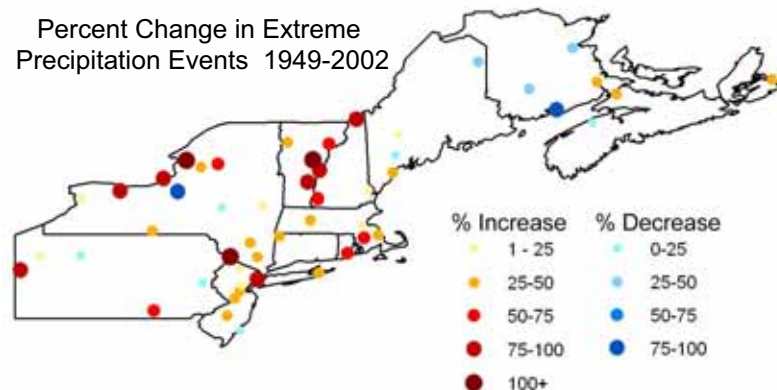 Percent Change in Extreme
Precipitation Events 1949-2002
% Increase
1 - 25
25-50
50-75
75-100
100+
% Decrease
0-25
25-50
50-75
75-100